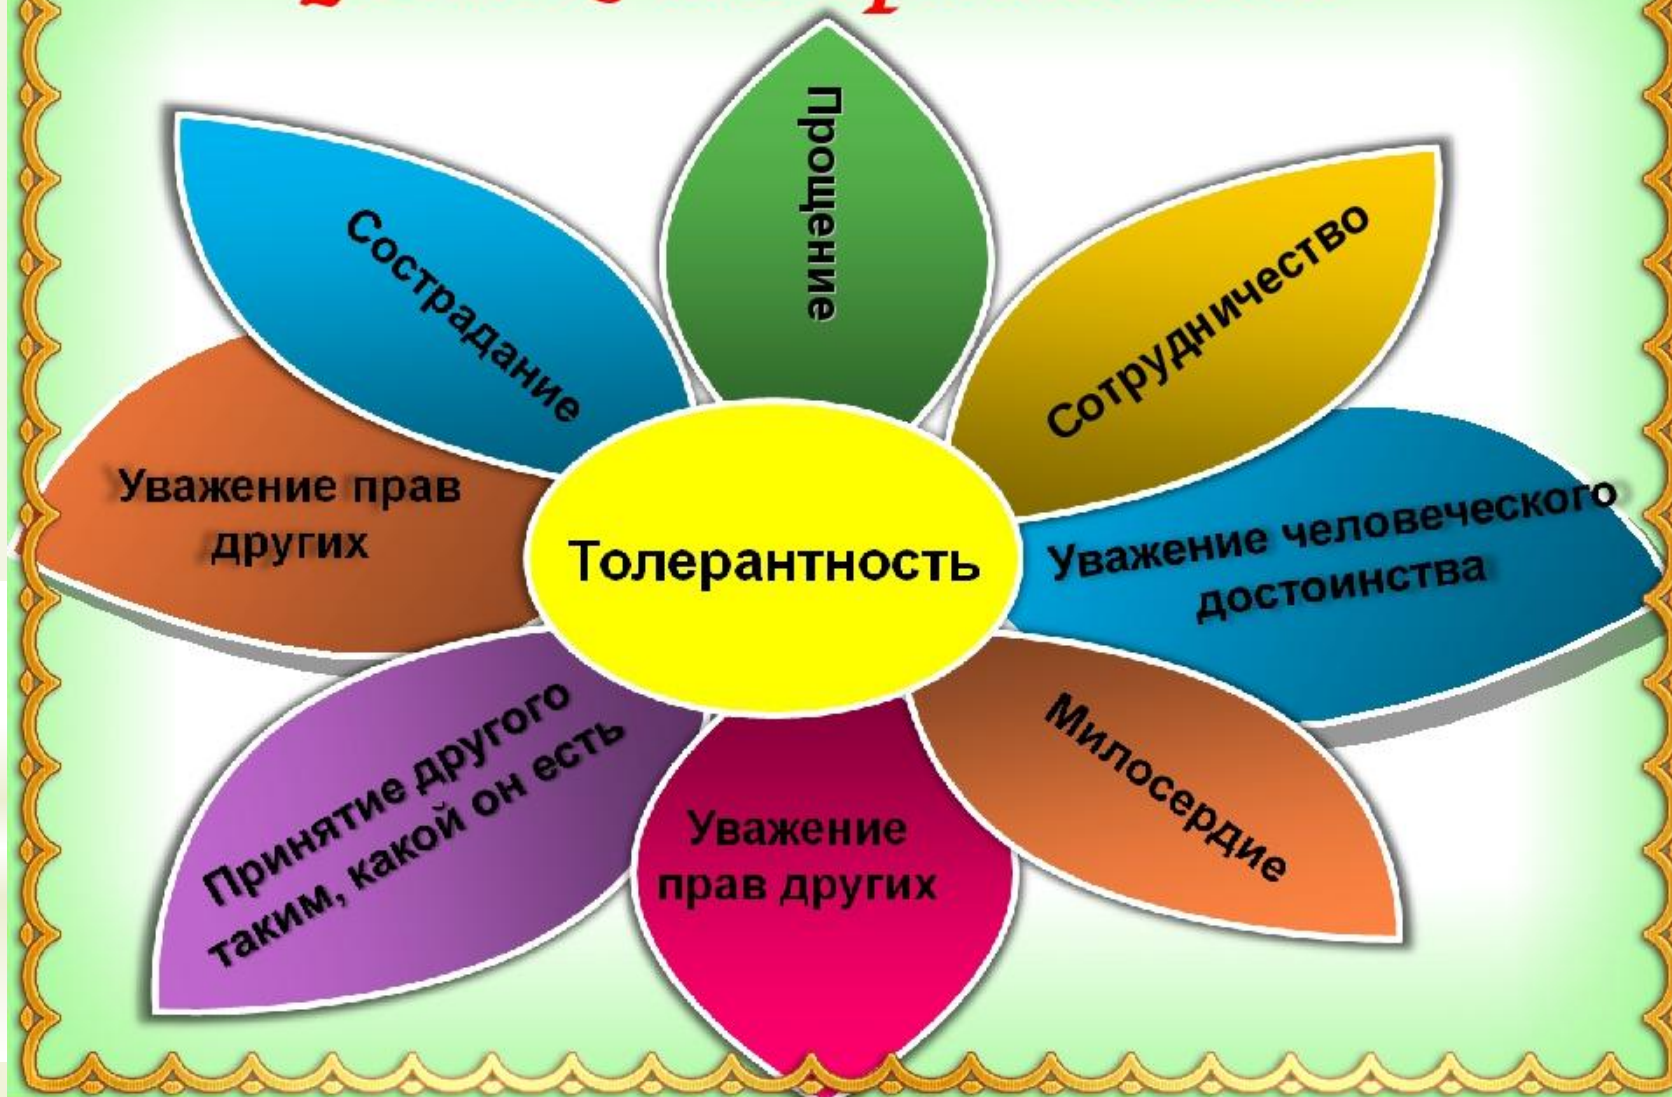 Прощение
Сострадание
Сотрудничество
Уважение прав
других
Толерантность
Уважение человеческого
достоинства
Принятие другого
таким, какой он есть
Уважение
прав других
Милосердие